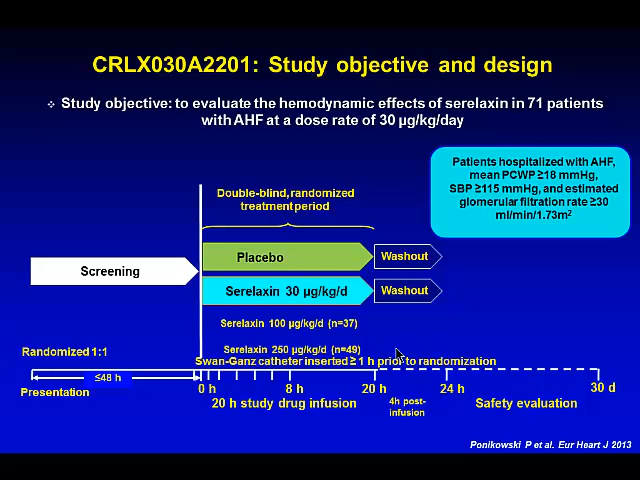 CRLX030A2201: Study objective and design
❖ Study objective: to evaluate the hemodynamic effects of serelaxin in 71 patients
with AHF at a dose rate of 30 µg/kg/day
Patients hospitalized with AHF,
mean PCWP ≥18 mmHg,
SBP ≥115 mmHg, and estimated
glomerular filtration rate ≥30
ml/min/1.73m²
Double-blind, randomized
treatment period
Placebo
Washout
Screening
Serelaxin 30 µg/kg/d
Washout
Serelaxin 100 µg/kg/d (n=37)
Randomized 1:1
Serelaxin 250 µg/kg/d (n=49)
Swan-Ganz catheter inserted ≥ 1 h prior to randomization
≤48 h
Presentation
0 h
8 h
20 h
24 h
30 d
20 h study drug infusion
4h post-
infusion
Safety evaluation
Ponikowski P et al. Eur Heart J 2013